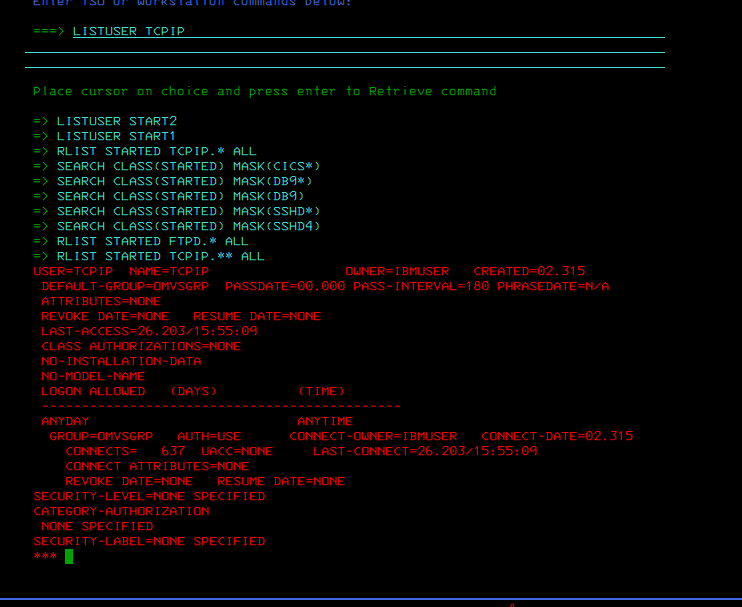 Enter TSO or Workstation commands below:
===> LISTUSER TCPIP
Place cursor on choice and press enter to Retrieve command
=> LISTUSER START2
=> LISTUSER START1
=> RLIST STARTED TCPIP.* ALL
=> SEARCH CLASS(STARTED) MASK(CICS*)
=> SEARCH CLASS(STARTED) MASK(DB9*)
=> SEARCH CLASS(STARTED) MASK(DB9)
=> SEARCH CLASS(STARTED) MASK(SSHD*)
=> SEARCH CLASS(STARTED) MASK(SSHD4)
=> RLIST STARTED FTPD.* ALL
=> RLIST STARTED TCPIP.** ALL
USER=TCPIP  NAME=TCPIP                 OWNER=IBMUSER   CREATED=02.315
 DEFAULT-GROUP=OMVSGRP  PASSDATE=00.000 PASS-INTERVAL=180 PHRASEDATE=N/A
 ATTRIBUTES=NONE
 REVOKE DATE=NONE   RESUME DATE=NONE
 LAST-ACCESS=26.203/15:55:09
 CLASS AUTHORIZATIONS=NONE
 NO-INSTALLATION-DATA
 NO-MODEL-NAME
 LOGON ALLOWED   (DAYS)          (TIME)
 ---------------------------------------------
 ANYDAY                          ANYTIME
  GROUP=OMVSGRP   AUTH=USE      CONNECT-OWNER=IBMUSER   CONNECT-DATE=02.315
    CONNECTS=   637  UACC=NONE     LAST-CONNECT=26.203/15:55:09
    CONNECT ATTRIBUTES=NONE
    REVOKE DATE=NONE   RESUME DATE=NONE
SECURITY-LEVEL=NONE SPECIFIED
CATEGORY-AUTHORIZATION
 NONE SPECIFIED
SECURITY-LABEL=NONE SPECIFIED
***